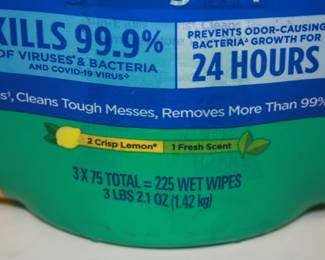 KILLS 99.9%
OF VIRUSES◊ & BACTERIA
AND COVID-19 VIRUS◊
PREVENTS ODOR-CAUSING
BACTERIA^ GROWTH FOR
24 HOURS
Cleans Tough Messes, Removes More Than 99%
2 Crisp Lemon® 1 Fresh Scent
3 X 75 TOTAL = 225 WET WIPES
3 LBS 2.1 OZ (1.42 kg)